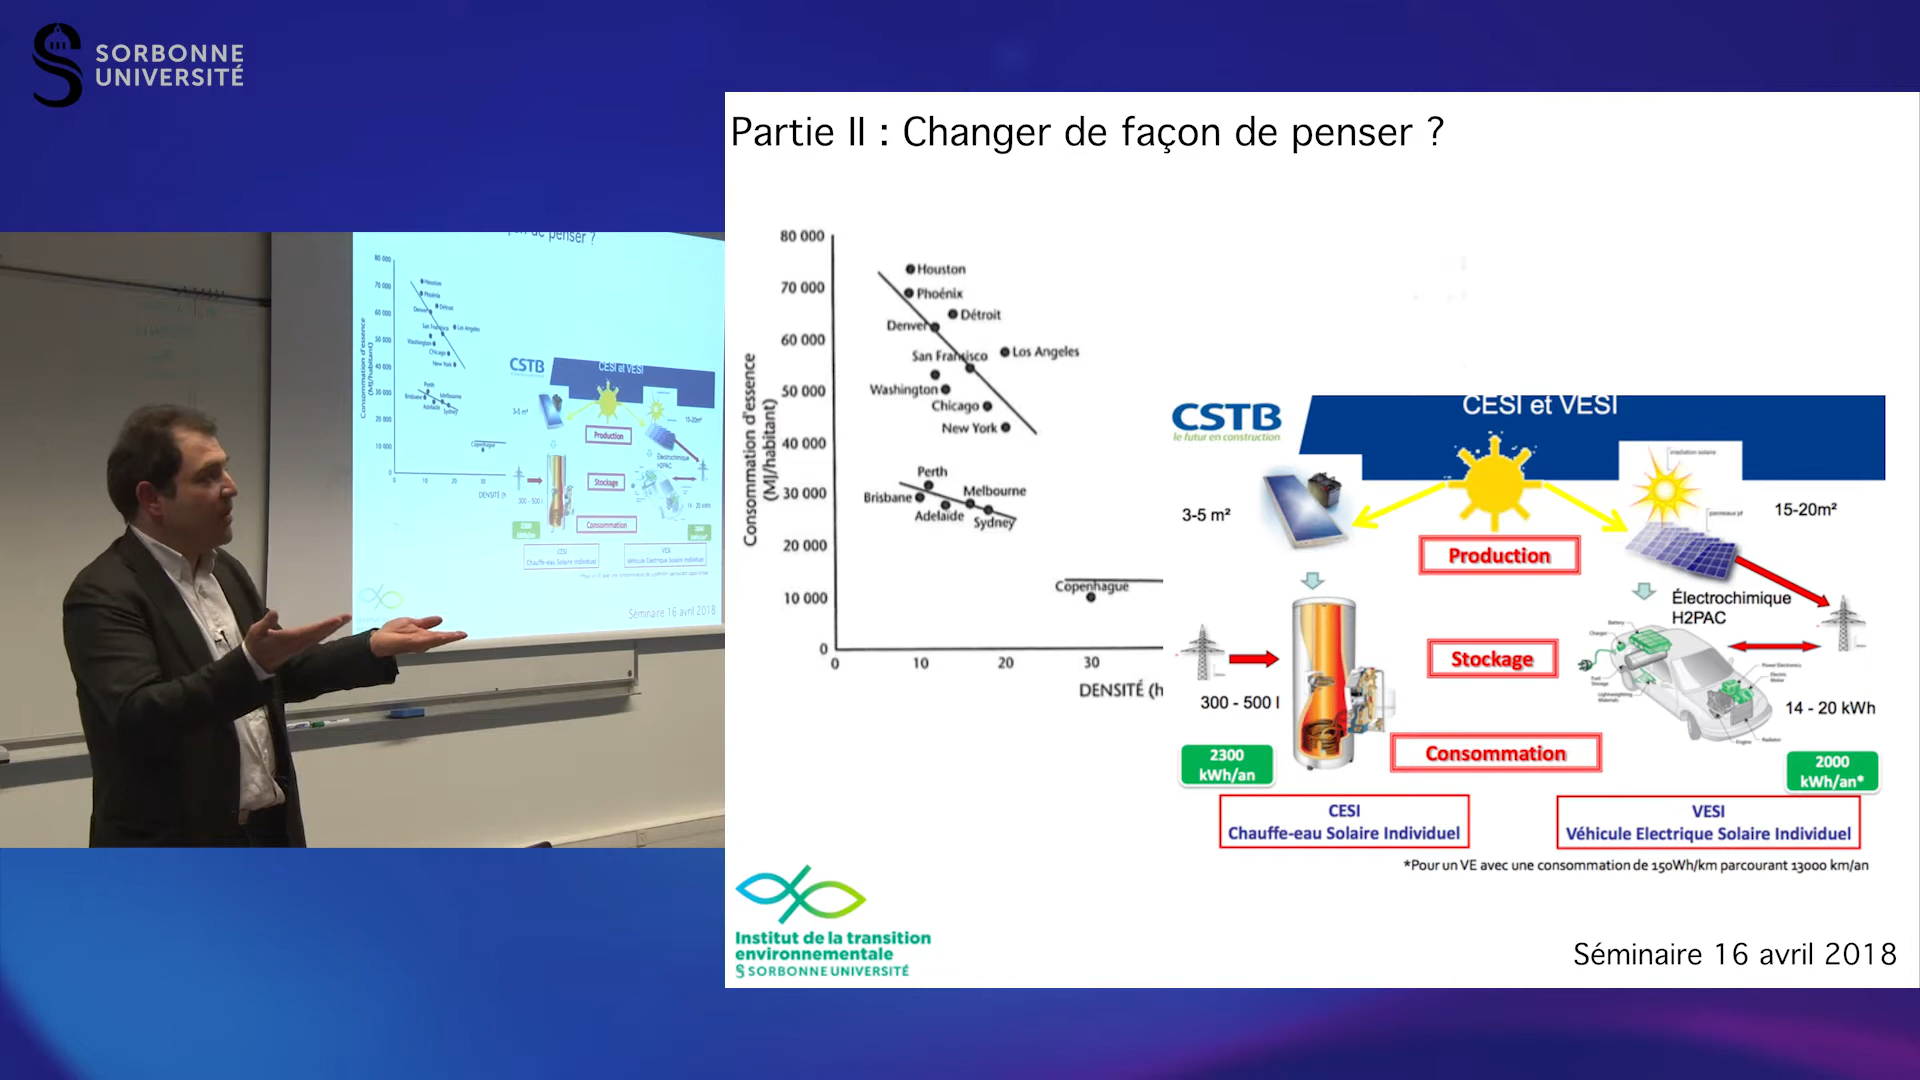 SORBONNE
UNIVERSITÉ
Partie II : Changer de façon de penser ?
80 000
70 000
60 000
50 000
40 000
30 000
20 000
10 000
0
0
10
20
30
Consommation d'essence
(MJ/habitant)
DENSITÉ (h
Houston
Phoénix
Détroit
Denver
San Francisco
Los Angeles
Washington
Chicago
New York
Perth
Brisbane
Melbourne
Adelaide
Sydney
Copenhague
CSTB
le futur en construction
CESI et VESI
irradiation solaire
3-5 m²
15-20m²
Production
Électrochimique
H2PAC
Stockage
300 - 500 l
14 - 20 kWh
Battery
Charger
Engine
Radiator
Consommation
2300
kWh/an
2000
kWh/an*
CESI
Chauffe-eau Solaire Individuel
VESI
Véhicule Electrique Solaire Individuel
*Pour un VE avec une consommation de 150Wh/km parcourant 13000 km/an
Institut de la transition
environnementale
SORBONNE UNIVERSITÉ
Séminaire 16 avril 2018